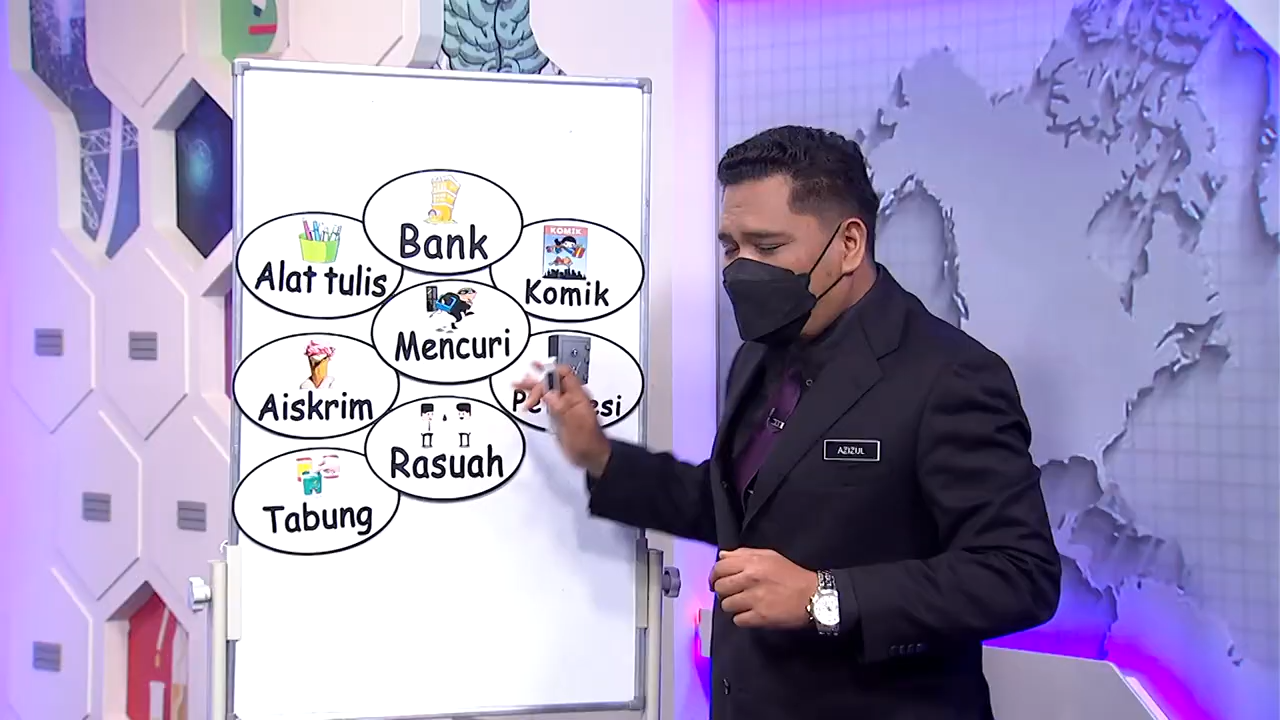 Bank
Alat tulis
KOMIK
Komik
Mencuri
Aiskrim
Rasuah
Tabung
AZIZUL